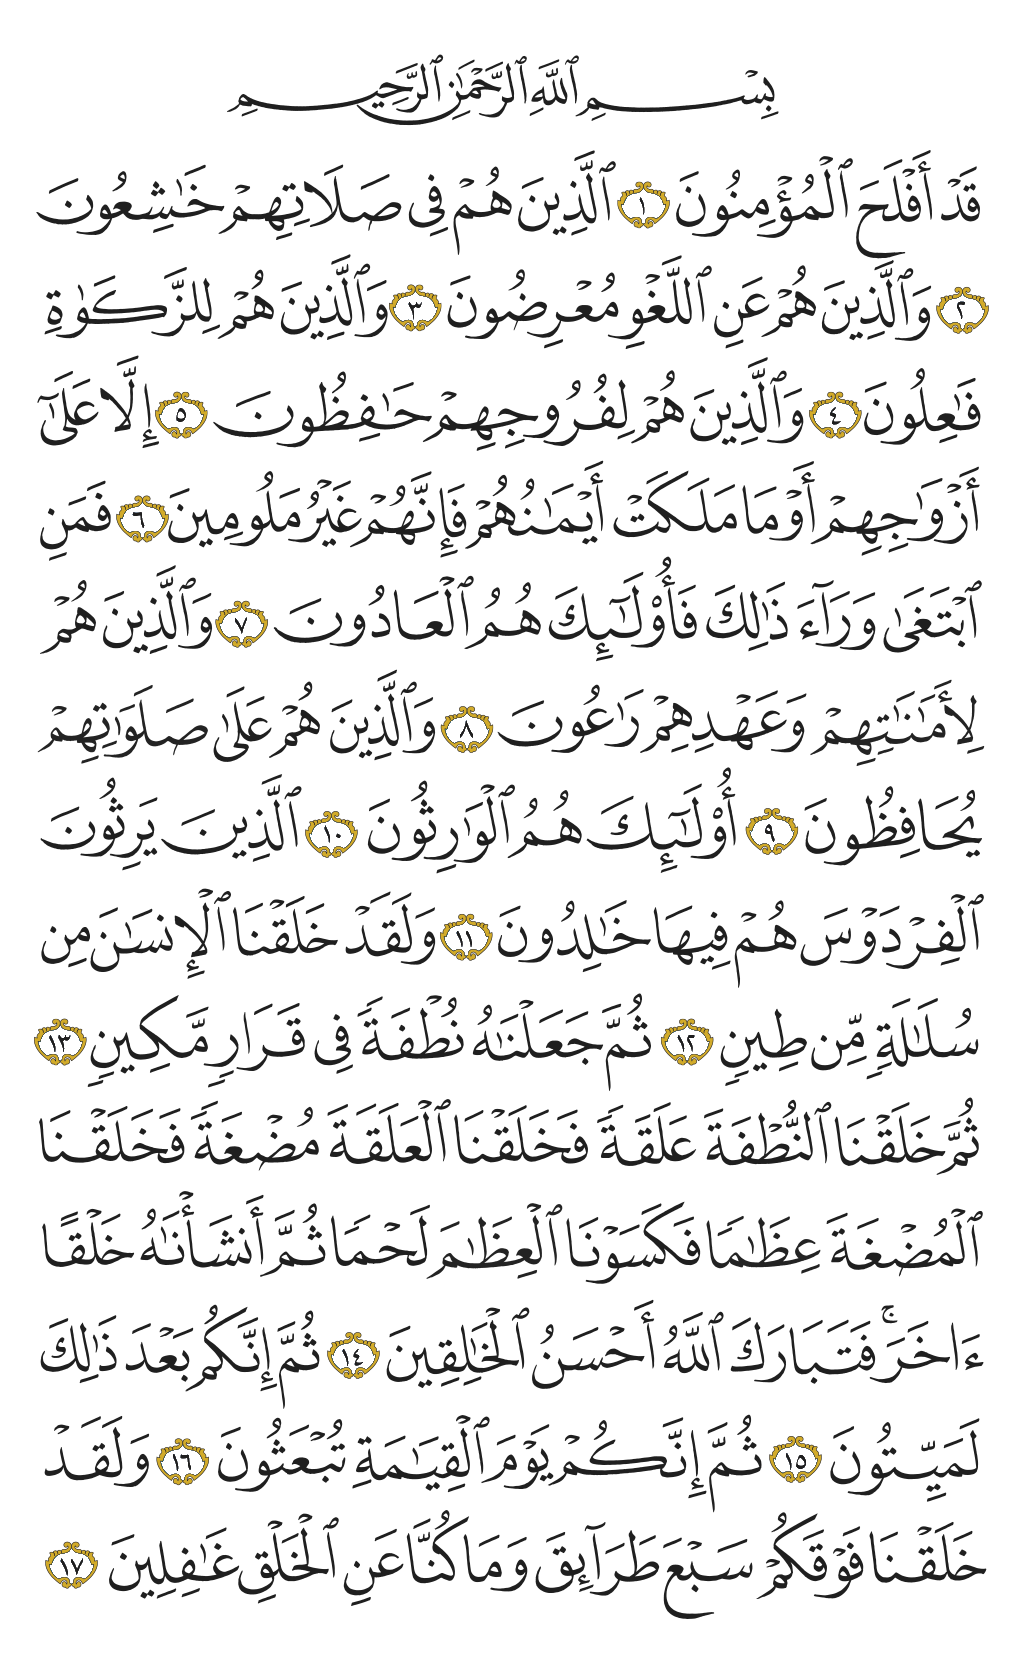 بِسْمِ ٱللَّهِ ٱلرَّحْمَٰنِ ٱلرَّحِيمِ
قَدْ أَفْلَحَ ٱلْمُؤْمِنُونَ ١ ٱلَّذِينَ هُمْ فِى صَلَاتِهِمْ خَٰشِعُونَ
٢ وَٱلَّذِينَ هُمْ عَنِ ٱللَّغْوِ مُعْرِضُونَ ٣ وَٱلَّذِينَ هُمْ لِلزَّكَوٰةِ
فَٰعِلُونَ ٤ وَٱلَّذِينَ هُمْ لِفُرُوجِهِمْ حَٰفِظُونَ ٥ إِلَّا عَلَىٰٓ
أَزْوَٰجِهِمْ أَوْ مَا مَلَكَتْ أَيْمَٰنُهُمْ فَإِنَّهُمْ غَيْرُ مَلُومِينَ ٦ فَمَنِ
ٱبْتَغَىٰ وَرَآءَ ذَٰلِكَ فَأُو۟لَٰٓئِكَ هُمُ ٱلْعَادُونَ ٧ وَٱلَّذِينَ هُمْ
لِأَمَٰنَٰتِهِمْ وَعَهْدِهِمْ رَٰعُونَ ٨ وَٱلَّذِينَ هُمْ عَلَىٰ صَلَوَٰتِهِمْ
يُحَافِظُونَ ٩ أُو۟لَٰٓئِكَ هُمُ ٱلْوَٰرِثُونَ ١٠ ٱلَّذِينَ يَرِثُونَ
ٱلْفِرْدَوْسَ هُمْ فِيهَا خَٰلِدُونَ ١١ وَلَقَدْ خَلَقْنَا ٱلْإِنسَٰنَ مِن
سُلَٰلَةٍ مِّن طِينٍ ١٢ ثُمَّ جَعَلْنَٰهُ نُطْفَةً فِى قَرَارٍ مَّكِينٍ ١٣
ثُمَّ خَلَقْنَا ٱلنُّطْفَةَ عَلَقَةً فَخَلَقْنَا ٱلْعَلَقَةَ مُضْغَةً فَخَلَقْنَا
ٱلْمُضْغَةَ عِظَٰمًا فَكَسَوْنَا ٱلْعِظَٰمَ لَحْمًا ثُمَّ أَنشَأْنَٰهُ خَلْقًا
ءَاخَرَ ۚ فَتَبَارَكَ ٱللَّهُ أَحْسَنُ ٱلْخَٰلِقِينَ ١٤ ثُمَّ إِنَّكُم بَعْدَ ذَٰلِكَ
لَمَيِّتُونَ ١٥ ثُمَّ إِنَّكُمْ يَوْمَ ٱلْقِيَٰمَةِ تُبْعَثُونَ ١٦ وَلَقَدْ
خَلَقْنَا فَوْقَكُمْ سَبْعَ طَرَآئِقَ وَمَا كُنَّا عَنِ ٱلْخَلْقِ غَٰفِلِينَ ١٧